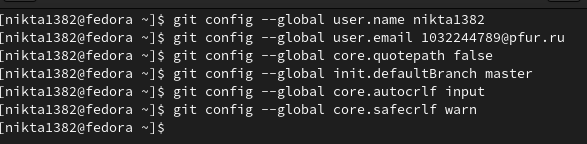 [nikta1382@fedora ~]$ git config --global user.name nikta1382
[nikta1382@fedora ~]$ git config --global user.email 1032244789@pfur.ru
[nikta1382@fedora ~]$ git config --global core.quotepath false
[nikta1382@fedora ~]$ git config --global init.defaultBranch master
[nikta1382@fedora ~]$ git config --global core.autocrlf input
[nikta1382@fedora ~]$ git config --global core.safecrlf warn
[nikta1382@fedora ~]$